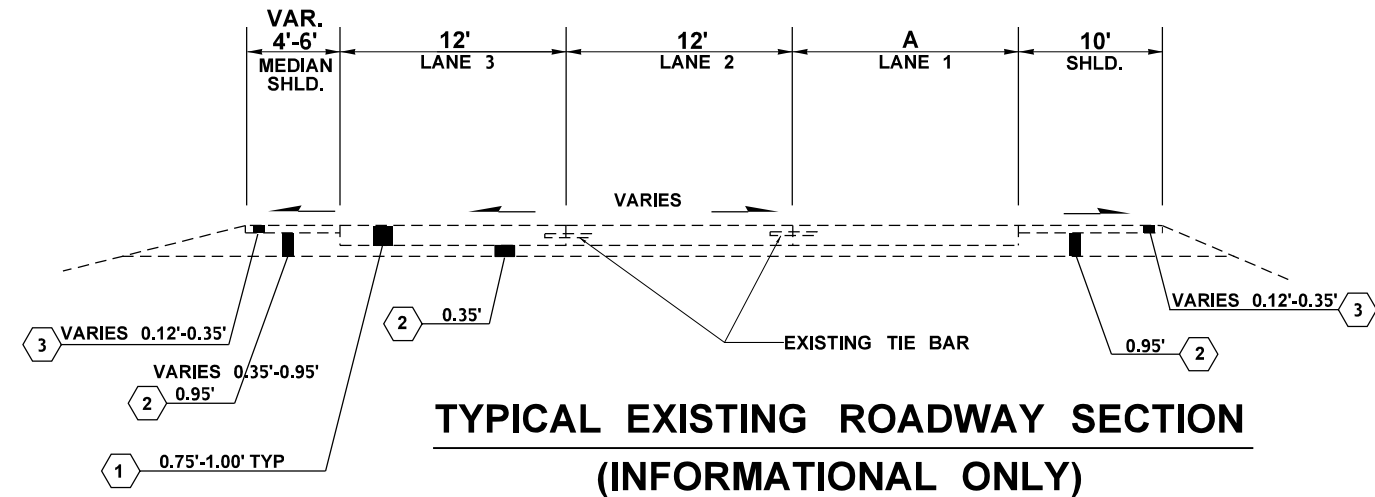 VAR.
4'-6'
MEDIAN
SHLD.
12'
LANE 3
12'
LANE 2
A
LANE 1
10'
SHLD.
VARIES
3 VARIES 0.12'-0.35'
2 0.35'
EXISTING TIE BAR
VARIES 0.12'-0.35' 3
0.95' 2
VARIES 0.35'-0.95'
2 0.95'
1 0.75'-1.00' TYP
TYPICAL EXISTING ROADWAY SECTION
(INFORMATIONAL ONLY)